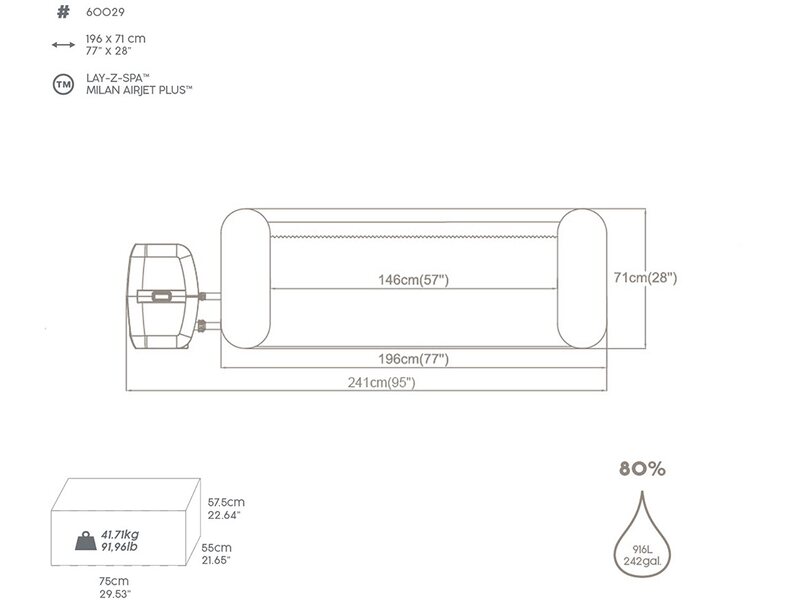 # 60029
196 x 71 cm
77" x 28"
TM
LAY-Z-SPA™
MILAN AIRJET PLUS™
146cm(57")
71cm(28")
196cm(77")
241cm(95")
80%
57.5cm
22.64"
41.71kg
91,96lb
55cm
21.65"
916L
242gal.
75cm
29.53"